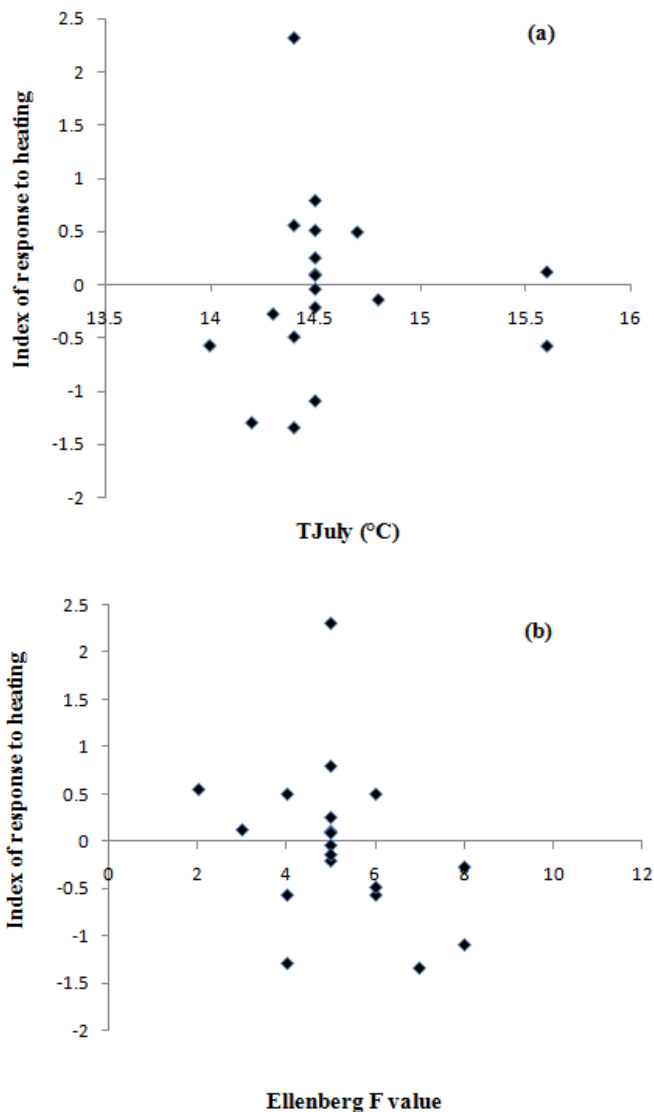 (a)
2.5
2
1.5
1
0.5
0
-0.5
-1
-1.5
-2
13.5 14 14.5 15 15.5 16
Index of response to heating
TJuly (°C)
(b)
2.5
2
1.5
1
0.5
0
-0.5
-1
-1.5
-2
0 2 4 6 8 10 12
Index of response to heating
Ellenberg F value